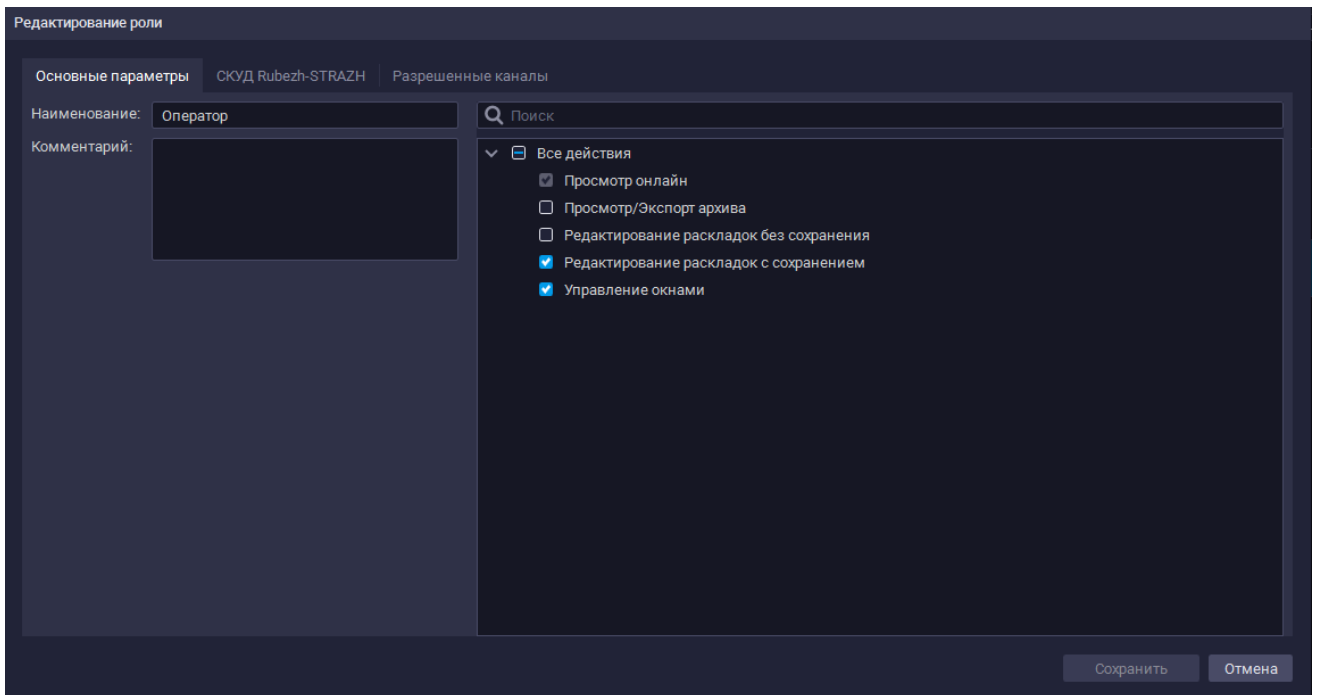 Редактирование роли
Основные параметры СКУД Rubezh-STRAZH Разрешенные каналы
Наименование: Оператор
Комментарий:
Поиск
Все действия
Просмотр онлайн
Просмотр/Экспорт архива
Редактирование раскладок без сохранения
Редактирование раскладок с сохранением
Управление окнами
Сохранить Отмена